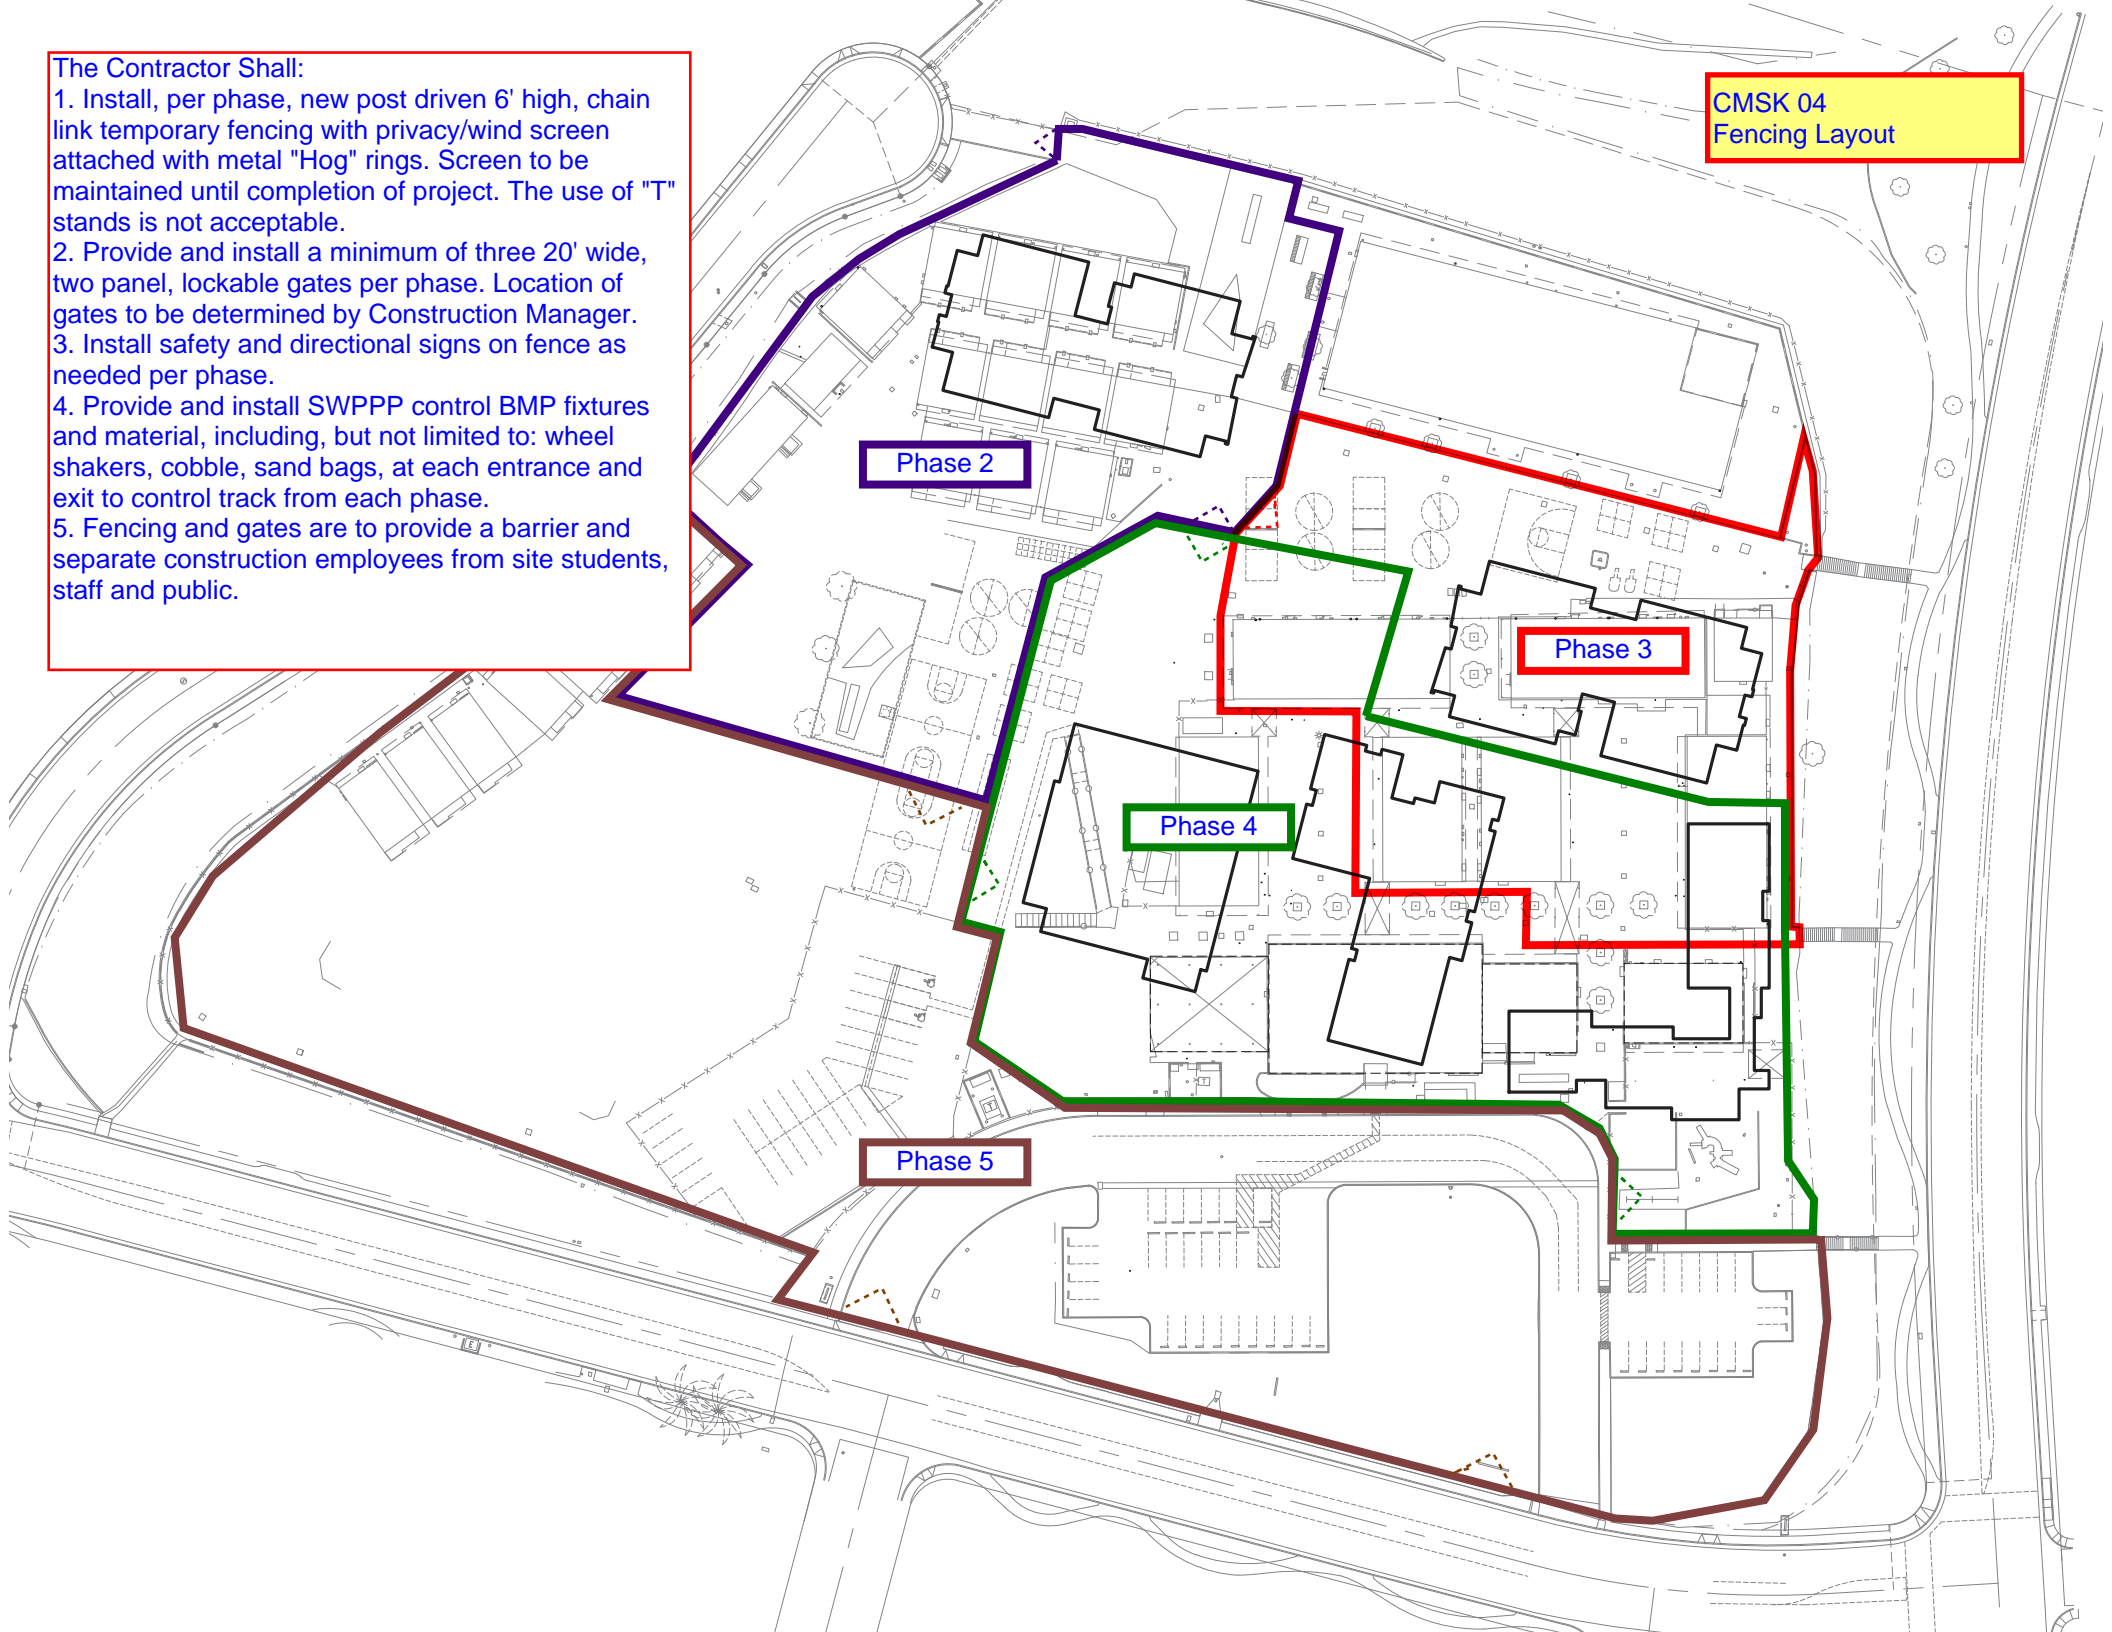 The Contractor Shall:
1. Install, per phase, new post driven 6' high, chain
link temporary fencing with privacy/wind screen
attached with metal "Hog" rings. Screen to be
maintained until completion of project. The use of "T"
stands is not acceptable.
2. Provide and install a minimum of three 20' wide,
two panel, lockable gates per phase. Location of
gates to be determined by Construction Manager.
3. Install safety and directional signs on fence as
needed per phase.
4. Provide and install SWPPP control BMP fixtures
and material, including, but not limited to: wheel
shakers, cobble, sand bags, at each entrance and
exit to control track from each phase.
5. Fencing and gates are to provide a barrier and
separate construction employees from site students,
staff and public.
CMSK 04
Fencing Layout
Phase 2
Phase 3
Phase 4
Phase 5